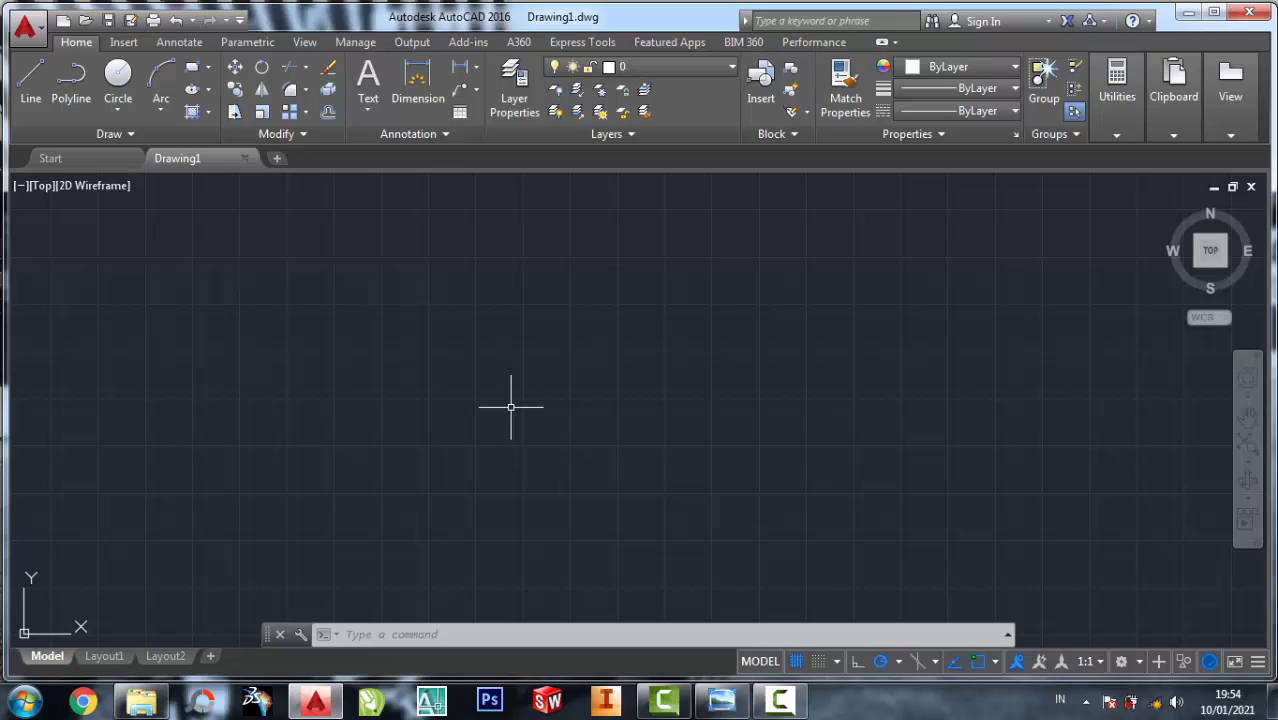 Autodesk AutoCAD 2016 Drawing1.dwg
Type a keyword or phrase
Sign In
Home Insert Annotate Parametric View Manage Output Add-ins A360 Express Tools Featured Apps BIM 360 Performance
0
ByLayer
ByLayer
ByLayer
Line Polyline Circle Arc
A Text Dimension
Layer Properties
Insert
Match Properties
Group
Utilities Clipboard View
Draw Modify Annotation Layers Block Properties Groups
Start Drawing1
[−][Top][2D Wireframe]
N
W TOP E
S
WCS
Y
X
Type a command
Model Layout1 Layout2
MODEL 1:1
Ps SW I C C
IN
19:54
10/01/2021